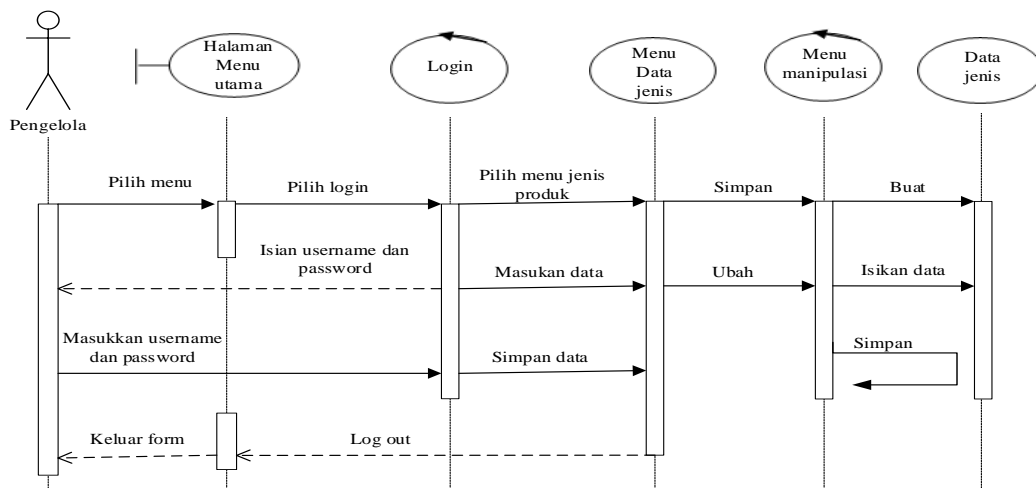 Halaman
Menu
utama
Login
Menu
Data
jenis
Menu
manipulasi
Data
jenis
Pengelola
Pilih menu
Pilih login
Pilih menu jenis
produk
Simpan
Buat
Isian username dan
password
Masukan data
Ubah
Isikan data
Masukkan username
dan password
Simpan data
Simpan
Keluar form
Log out